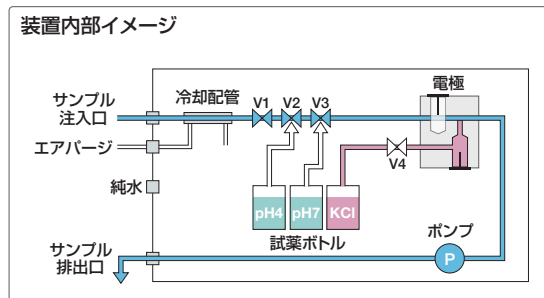 装置内部イメージ
サンプル
注入口
冷却配管
V1
V2
V3
電極
エアパージ
V4
純水
pH4
pH7
KCl
試薬ボトル
ポンプ
P
サンプル
排出口